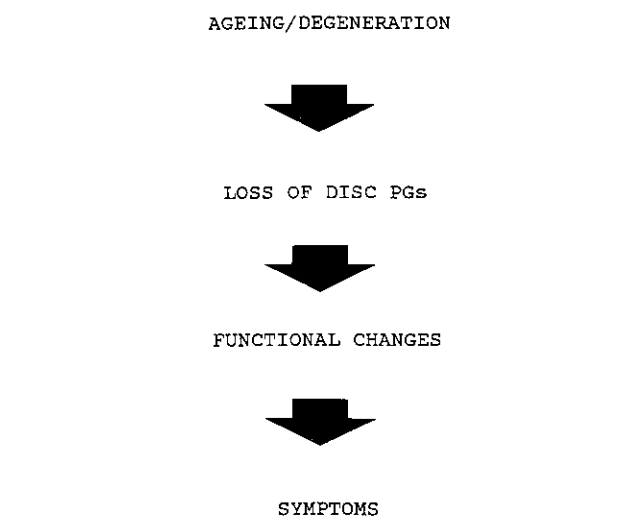 AGEING/DEGENERATION
LOSS OF DISC PGs
FUNCTIONAL CHANGES
SYMPTOMS